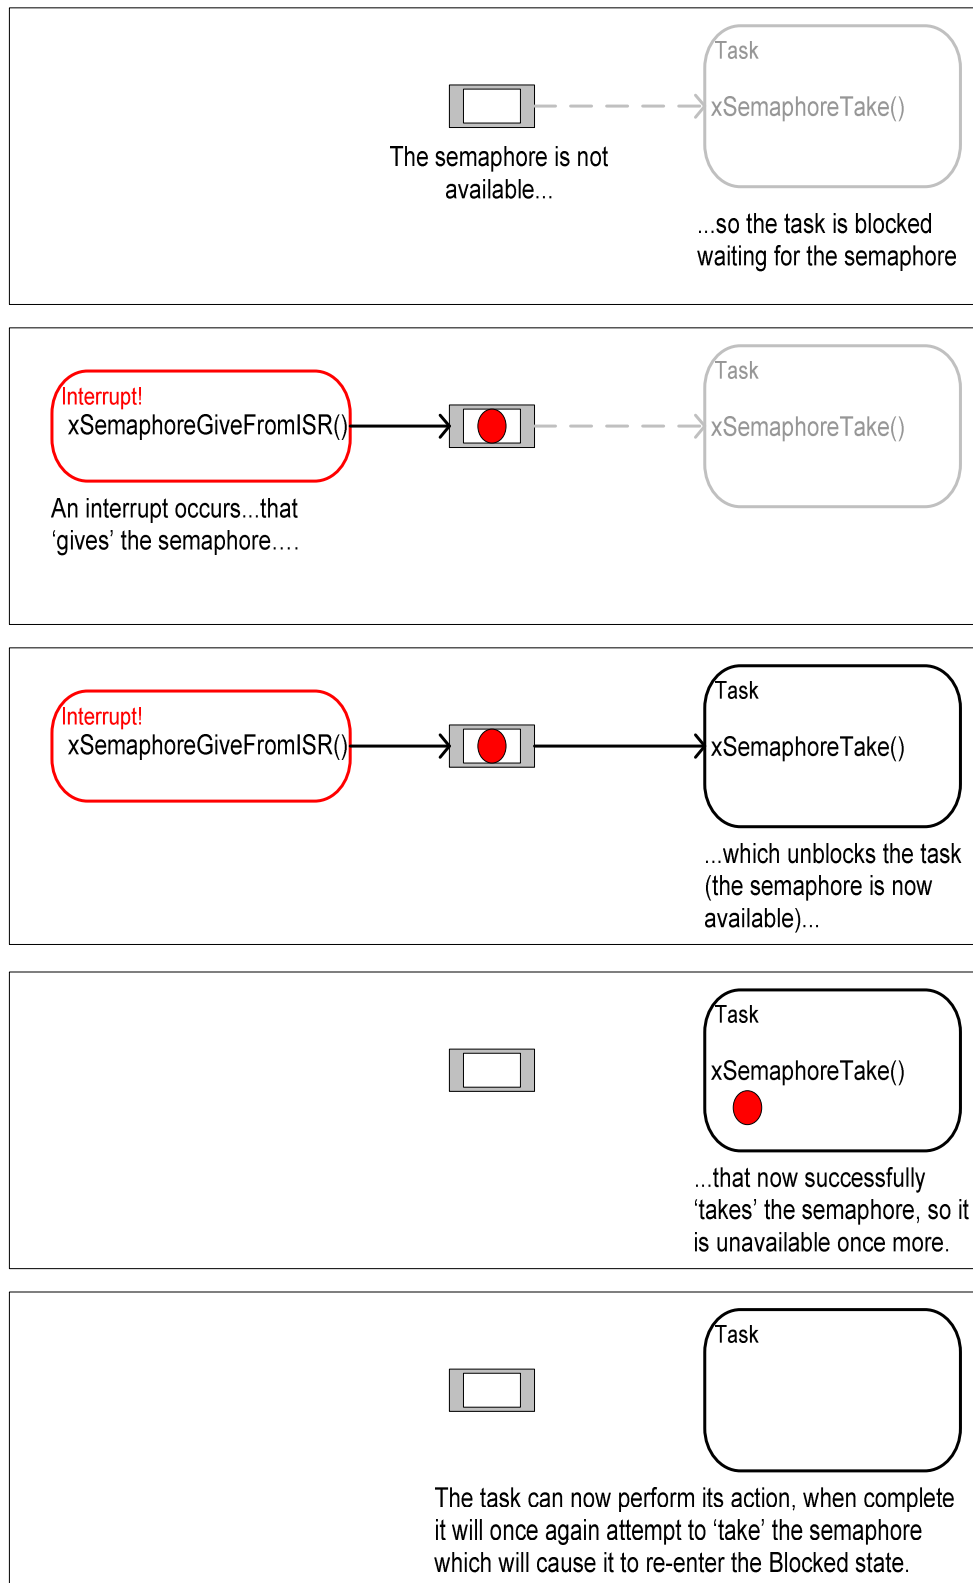 Task
xSemaphoreTake()
The semaphore is not
available...
...so the task is blocked
waiting for the semaphore
Task
Interrupt!
xSemaphoreGiveFromISR()
xSemaphoreTake()
An interrupt occurs...that
‘gives’ the semaphore....
Task
Interrupt!
xSemaphoreGiveFromISR()
xSemaphoreTake()
...which unblocks the task
(the semaphore is now
available)...
Task
xSemaphoreTake()
...that now successfully
‘takes’ the semaphore, so it
is unavailable once more.
Task
The task can now perform its action, when complete
it will once again attempt to ‘take’ the semaphore
which will cause it to re-enter the Blocked state.